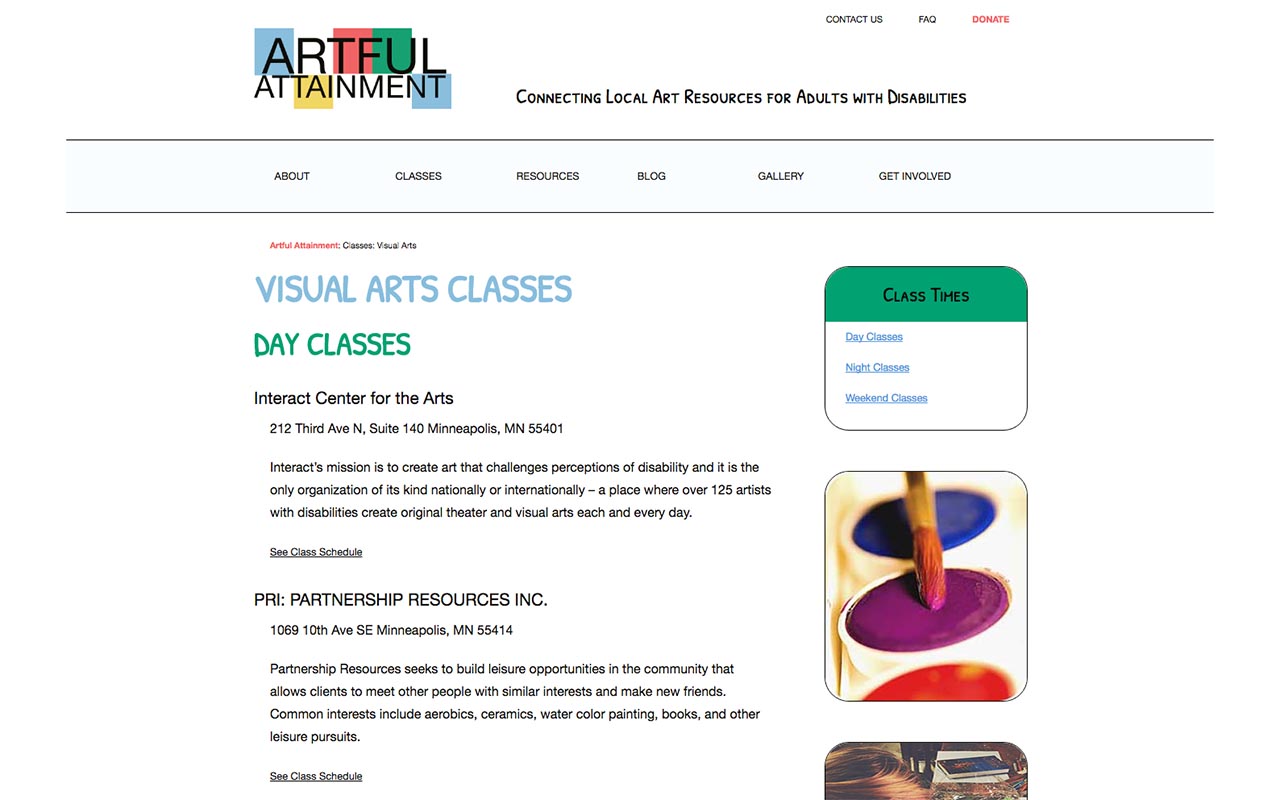 CONTACT US FAQ DONATE
ARTFUL
ATTAINMENT
Connecting Local Art Resources for Adults with Disabilities
ABOUT CLASSES RESOURCES BLOG GALLERY GET INVOLVED
Artful Attainment: Classes: Visual Arts
VISUAL ARTS CLASSES
DAY CLASSES
Interact Center for the Arts
212 Third Ave N, Suite 140 Minneapolis, MN 55401
Interact’s mission is to create art that challenges perceptions of disability and it is the
only organization of its kind nationally or internationally – a place where over 125 artists
with disabilities create original theater and visual arts each and every day.
See Class Schedule
PRI: PARTNERSHIP RESOURCES INC.
1069 10th Ave SE Minneapolis, MN 55414
Partnership Resources seeks to build leisure opportunities in the community that
allows clients to meet other people with similar interests and make new friends.
Common interests include aerobics, ceramics, water color painting, books, and other
leisure pursuits.
See Class Schedule
Class Times
Day Classes
Night Classes
Weekend Classes